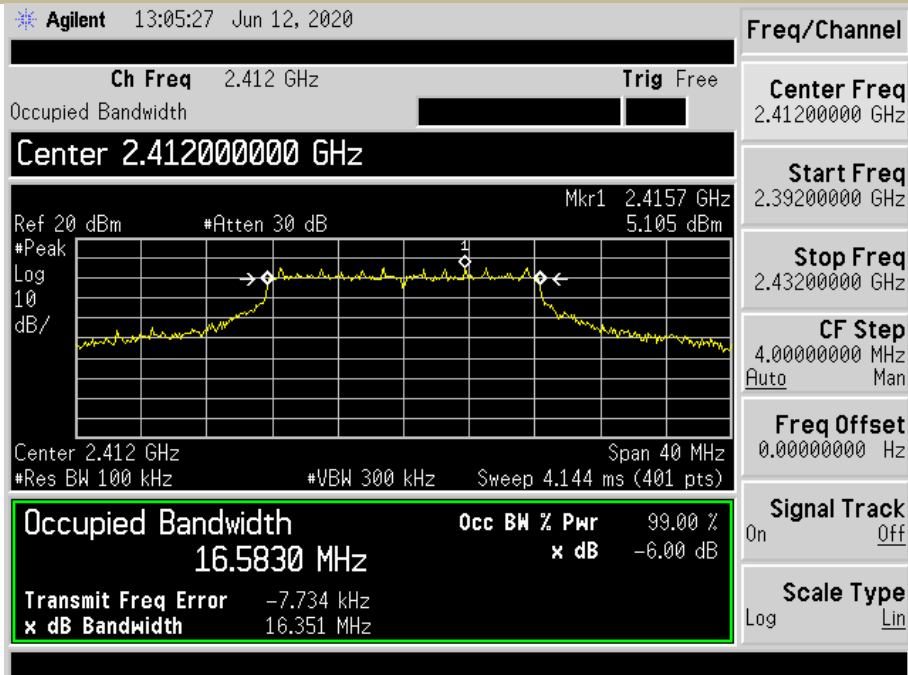 Agilent 13:05:27 Jun 12, 2020
Ch Freq 2.412 GHz Trig Free
Occupied Bandwidth
Center 2.412000000 GHz
Mkr1 2.4157 GHz
Ref 20 dBm #Atten 30 dB 5.105 dBm
#Peak
Log
10
dB/
1
Center 2.412 GHz Span 40 MHz
#Res BW 100 kHz #VBW 300 kHz Sweep 4.144 ms (401 pts)
Occupied Bandwidth Occ BW % Pwr 99.00 %
16.5830 MHz x dB -6.00 dB
Transmit Freq Error -7.734 kHz
x dB Bandwidth 16.351 MHz
Freq/Channel
Center Freq
2.41200000 GHz
Start Freq
2.39200000 GHz
Stop Freq
2.43200000 GHz
CF Step
4.00000000 MHz
Auto Man
Freq Offset
0.00000000 Hz
Signal Track
On Off
Scale Type
Log Lin